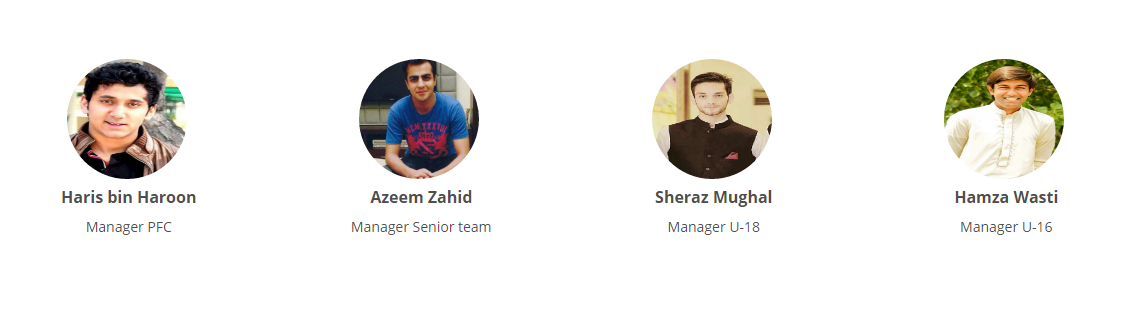 Haris bin Haroon
Manager PFC
Azeem Zahid
Manager Senior team
Sheraz Mughal
Manager U-18
Hamza Wasti
Manager U-16